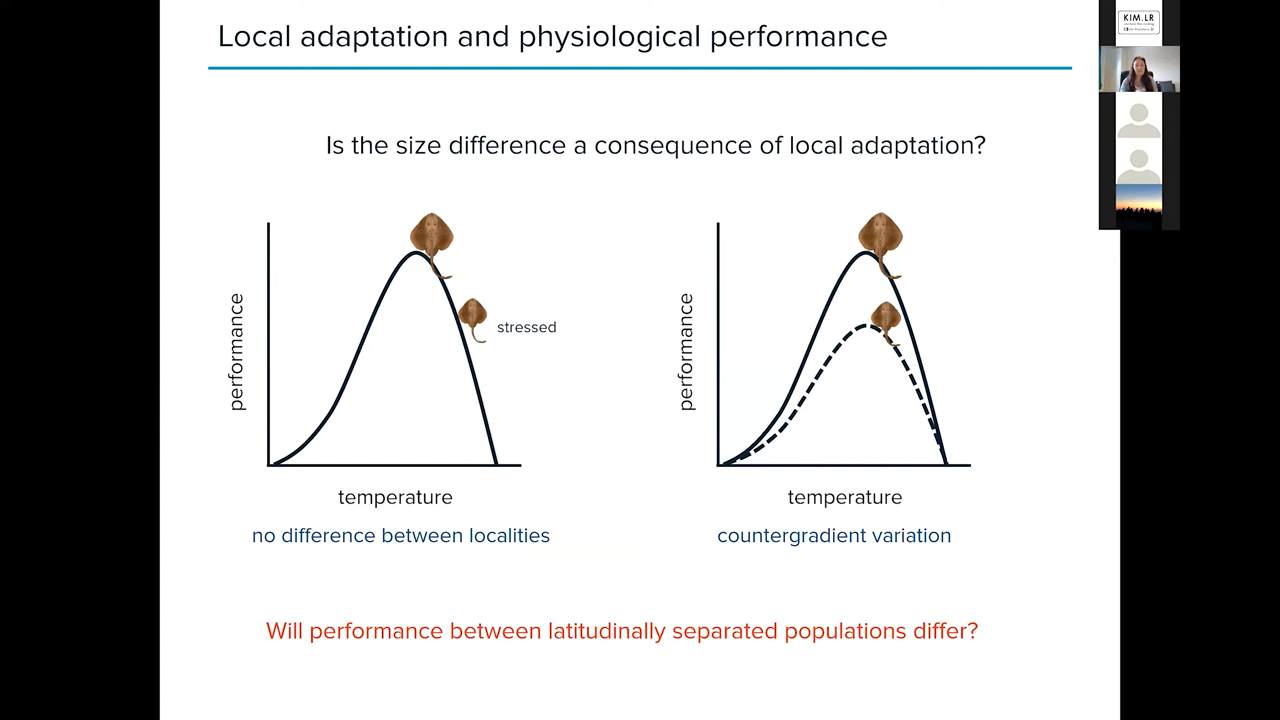 Local adaptation and physiological performance
KIM.LR
Is the size difference a consequence of local adaptation?
performance
stressed
temperature
no difference between localities
performance
temperature
countergradient variation
Will performance between latitudinally separated populations differ?